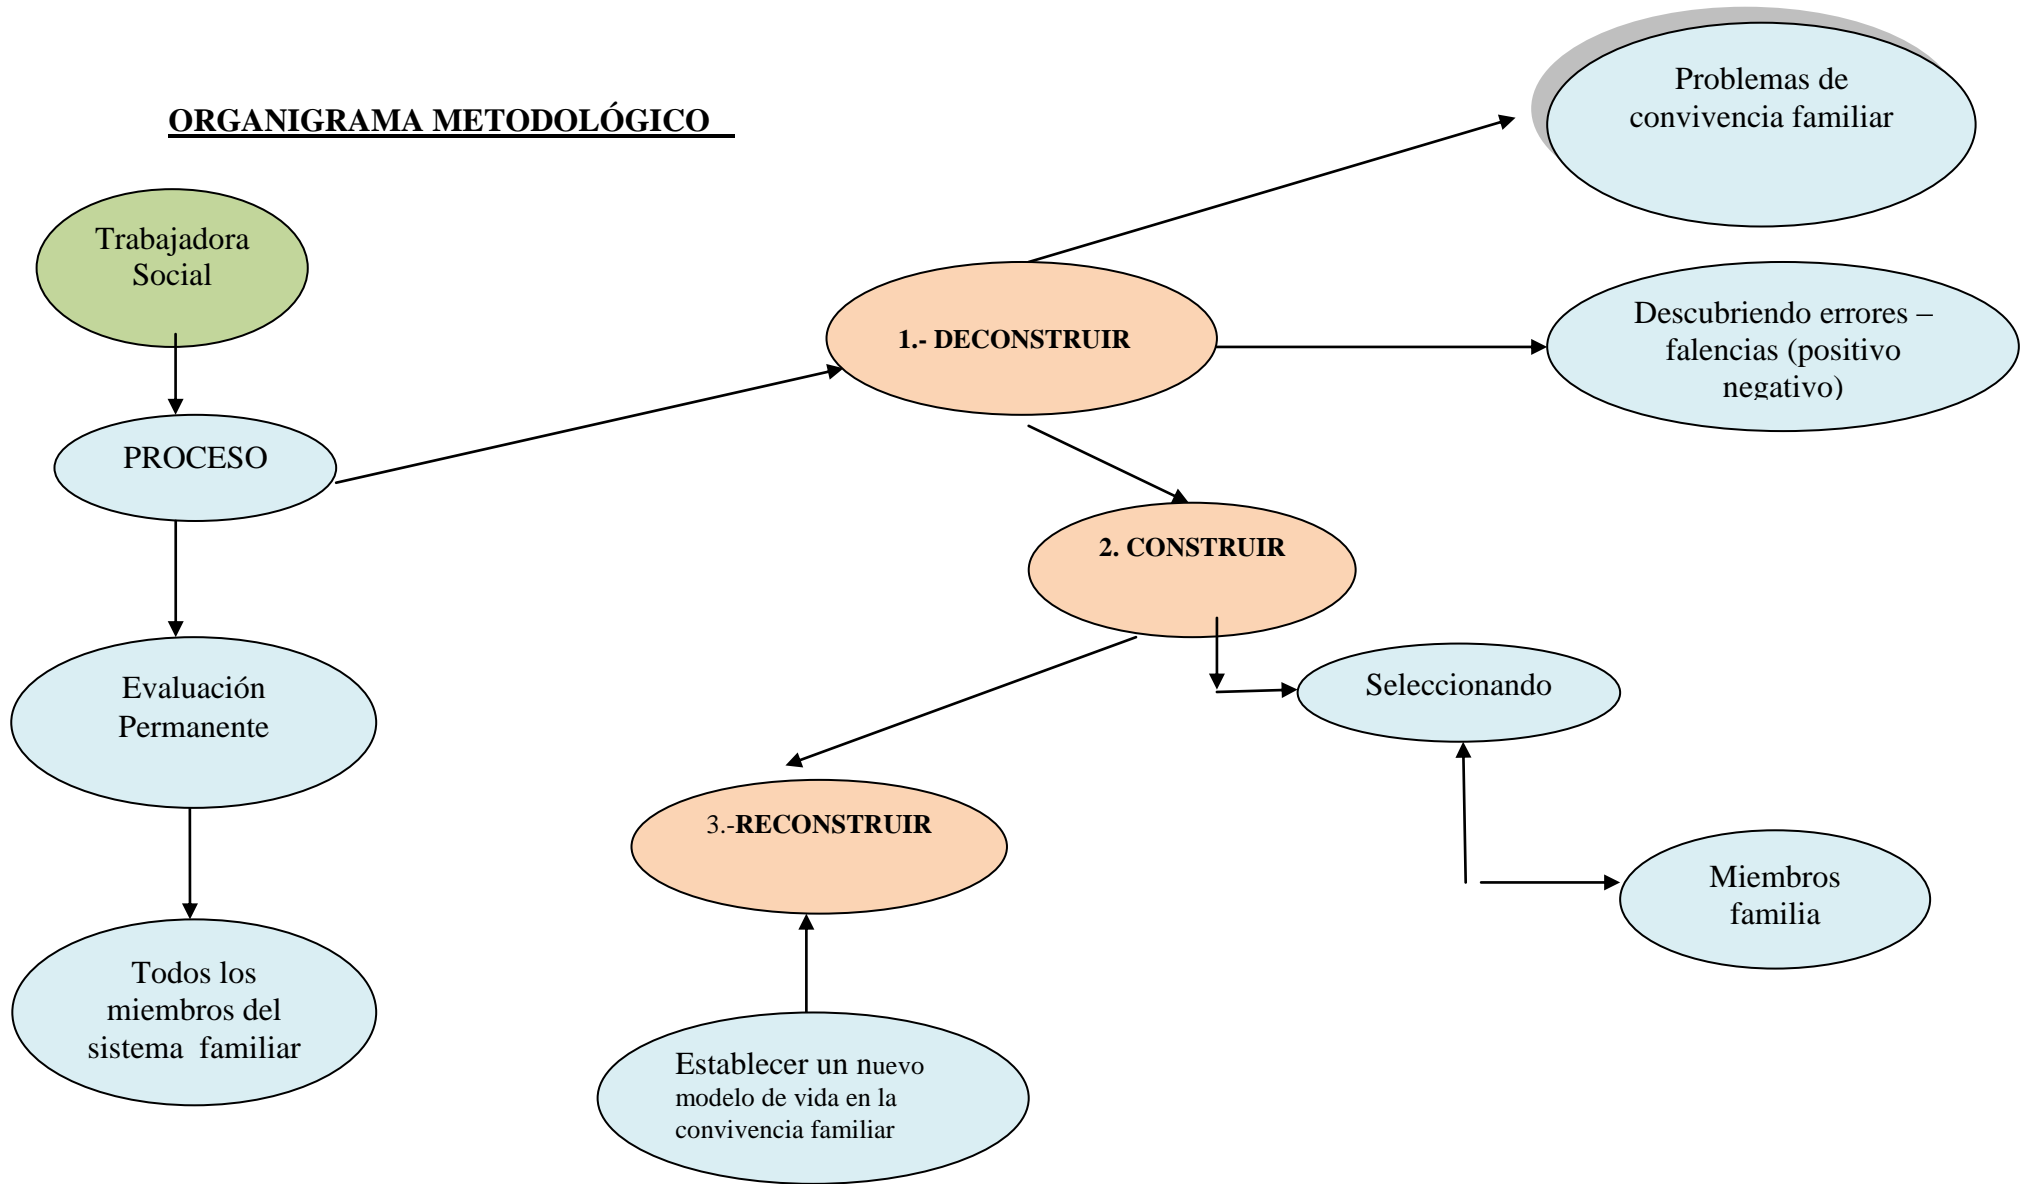 ORGANIGRAMA METODOLÓGICO
Problemas de
convivencia familiar
Trabajadora
Social
1.- DECONSTRUIR
Descubriendo errores –
falencias (positivo
negativo)
PROCESO
2. CONSTRUIR
Evaluación
Permanente
Seleccionando
3.-RECONSTRUIR
Miembros
familia
Todos los
miembros del
sistema  familiar
Establecer un nuevo
modelo de vida en la
convivencia familiar